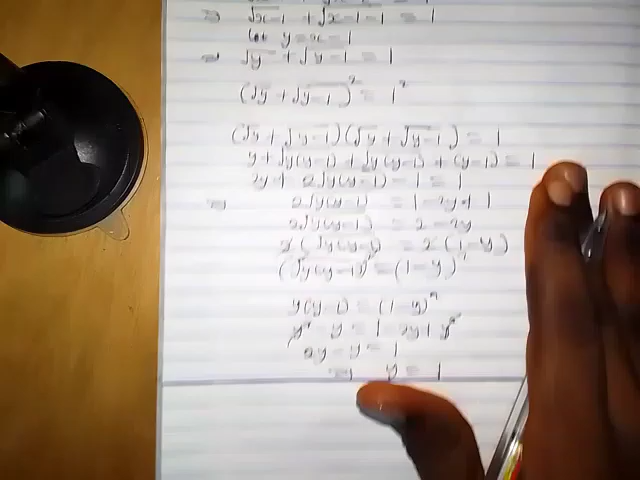 ⇒ √x-1 + √x-1-1 = 1
let y = x-1
⇒ √y + √y-1 = 1
(√y + √y-1)² = 1²
(√y + √y-1)(√y + √y-1) = 1
y + √y(y-1) + √y(y-1) + (y-1) = 1
2y + 2√y(y-1) - 1 = 1
⇒ 2√y(y-1) = 1-2y+1
2√y(y-1) = 2-2y
2(√y(y-1)) = 2(1-y)
(√y(y-1))² = (1-y)²
y(y-1) = (1-y)²
y² - y = 1 - 2y + y²
2y - y = 1
⇒ y = 1